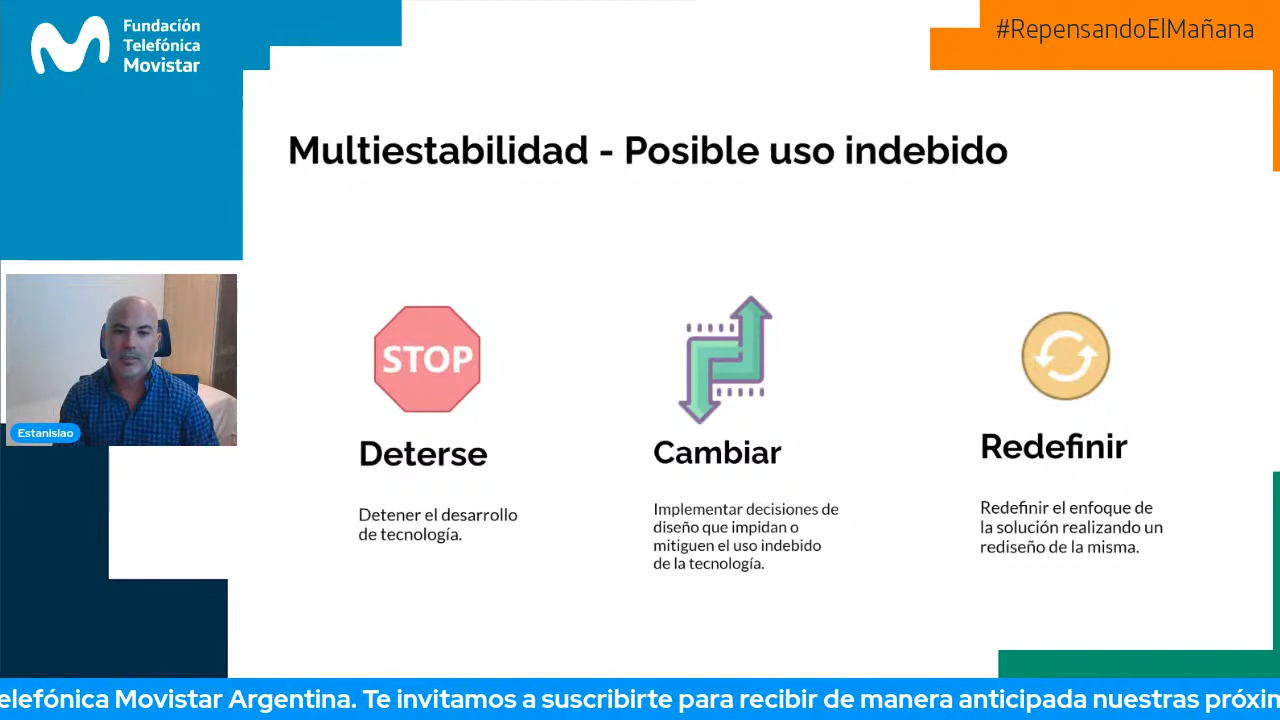 Fundación
Telefónica
Movistar
#RepensandoElMañana
Multiestabilidad - Posible uso indebido
STOP
Deterse
Detener el desarrollo
de tecnología.
Cambiar
Implementar decisiones de
diseño que impidan o
mitiguen el uso indebido
de la tecnología.
Redefinir
Redefinir el enfoque de
la solución realizando un
rediseño de la misma.
Estanislao
elefónica Movistar Argentina. Te invitamos a suscribirte para recibir de manera anticipada nuestras próxin